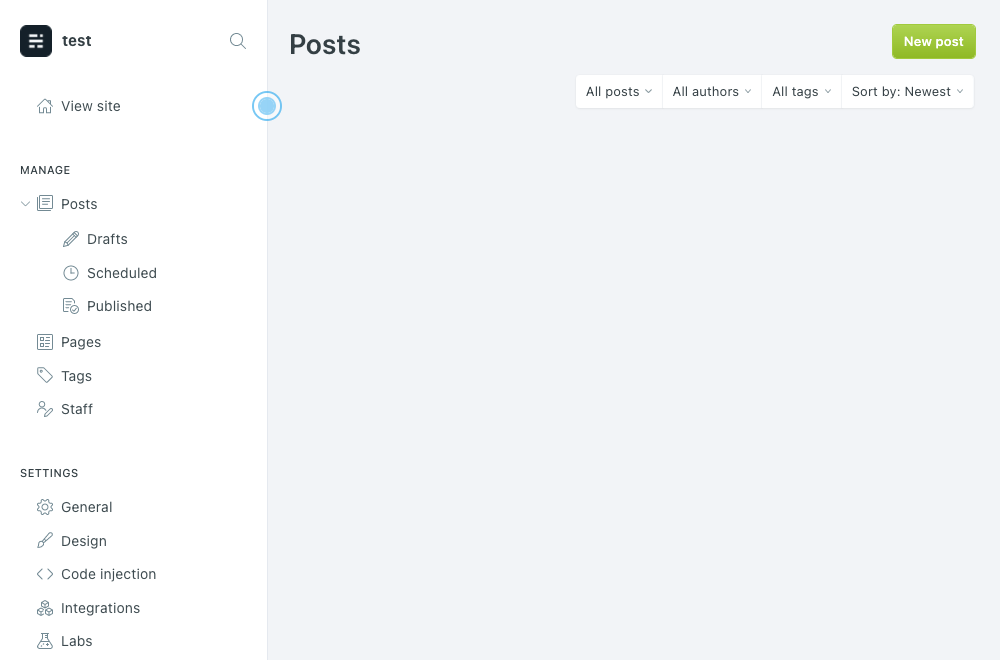 test
View site
MANAGE
Posts
Drafts
Scheduled
Published
Pages
Tags
Staff
SETTINGS
General
Design
Code injection
Integrations
Labs
Posts
New post
All posts
All authors
All tags
Sort by: Newest